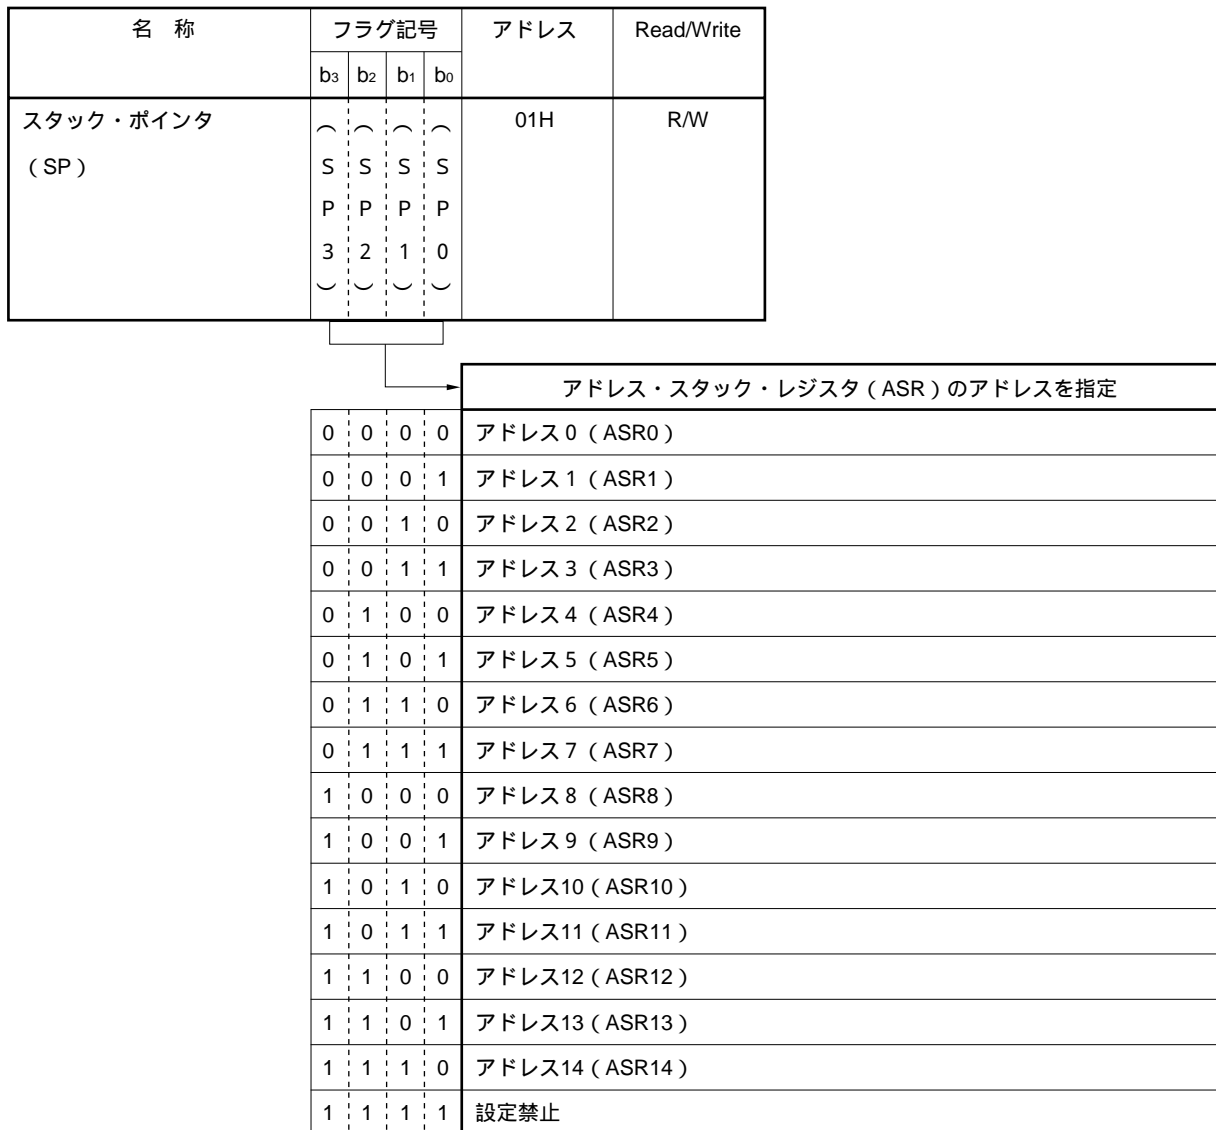 名　称 フラグ記号 アドレス Read/Write
b3 b2 b1 b0
スタック・ポインタ
（SP）
（SP3） （SP2） （SP1） （SP0） 01H R/W
アドレス・スタック・レジスタ（ASR）のアドレスを指定
0 0 0 0 アドレス0（ASR0）
0 0 0 1 アドレス1（ASR1）
0 0 1 0 アドレス2（ASR2）
0 0 1 1 アドレス3（ASR3）
0 1 0 0 アドレス4（ASR4）
0 1 0 1 アドレス5（ASR5）
0 1 1 0 アドレス6（ASR6）
0 1 1 1 アドレス7（ASR7）
1 0 0 0 アドレス8（ASR8）
1 0 0 1 アドレス9（ASR9）
1 0 1 0 アドレス10（ASR10）
1 0 1 1 アドレス11（ASR11）
1 1 0 0 アドレス12（ASR12）
1 1 0 1 アドレス13（ASR13）
1 1 1 0 アドレス14（ASR14）
1 1 1 1 設定禁止